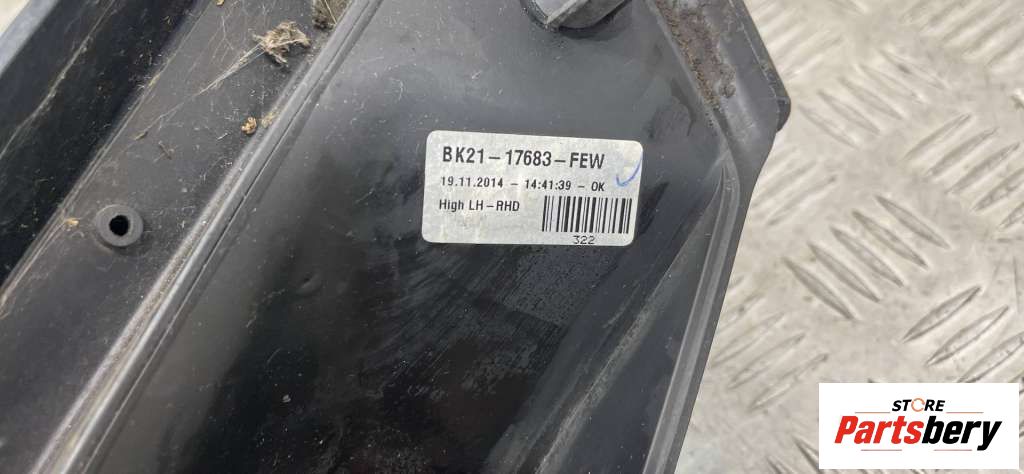 BK21-17683-FEW
19.11.2014 - 14:41:39 - OK
High LH-RHD
322
STORE
Partsbery